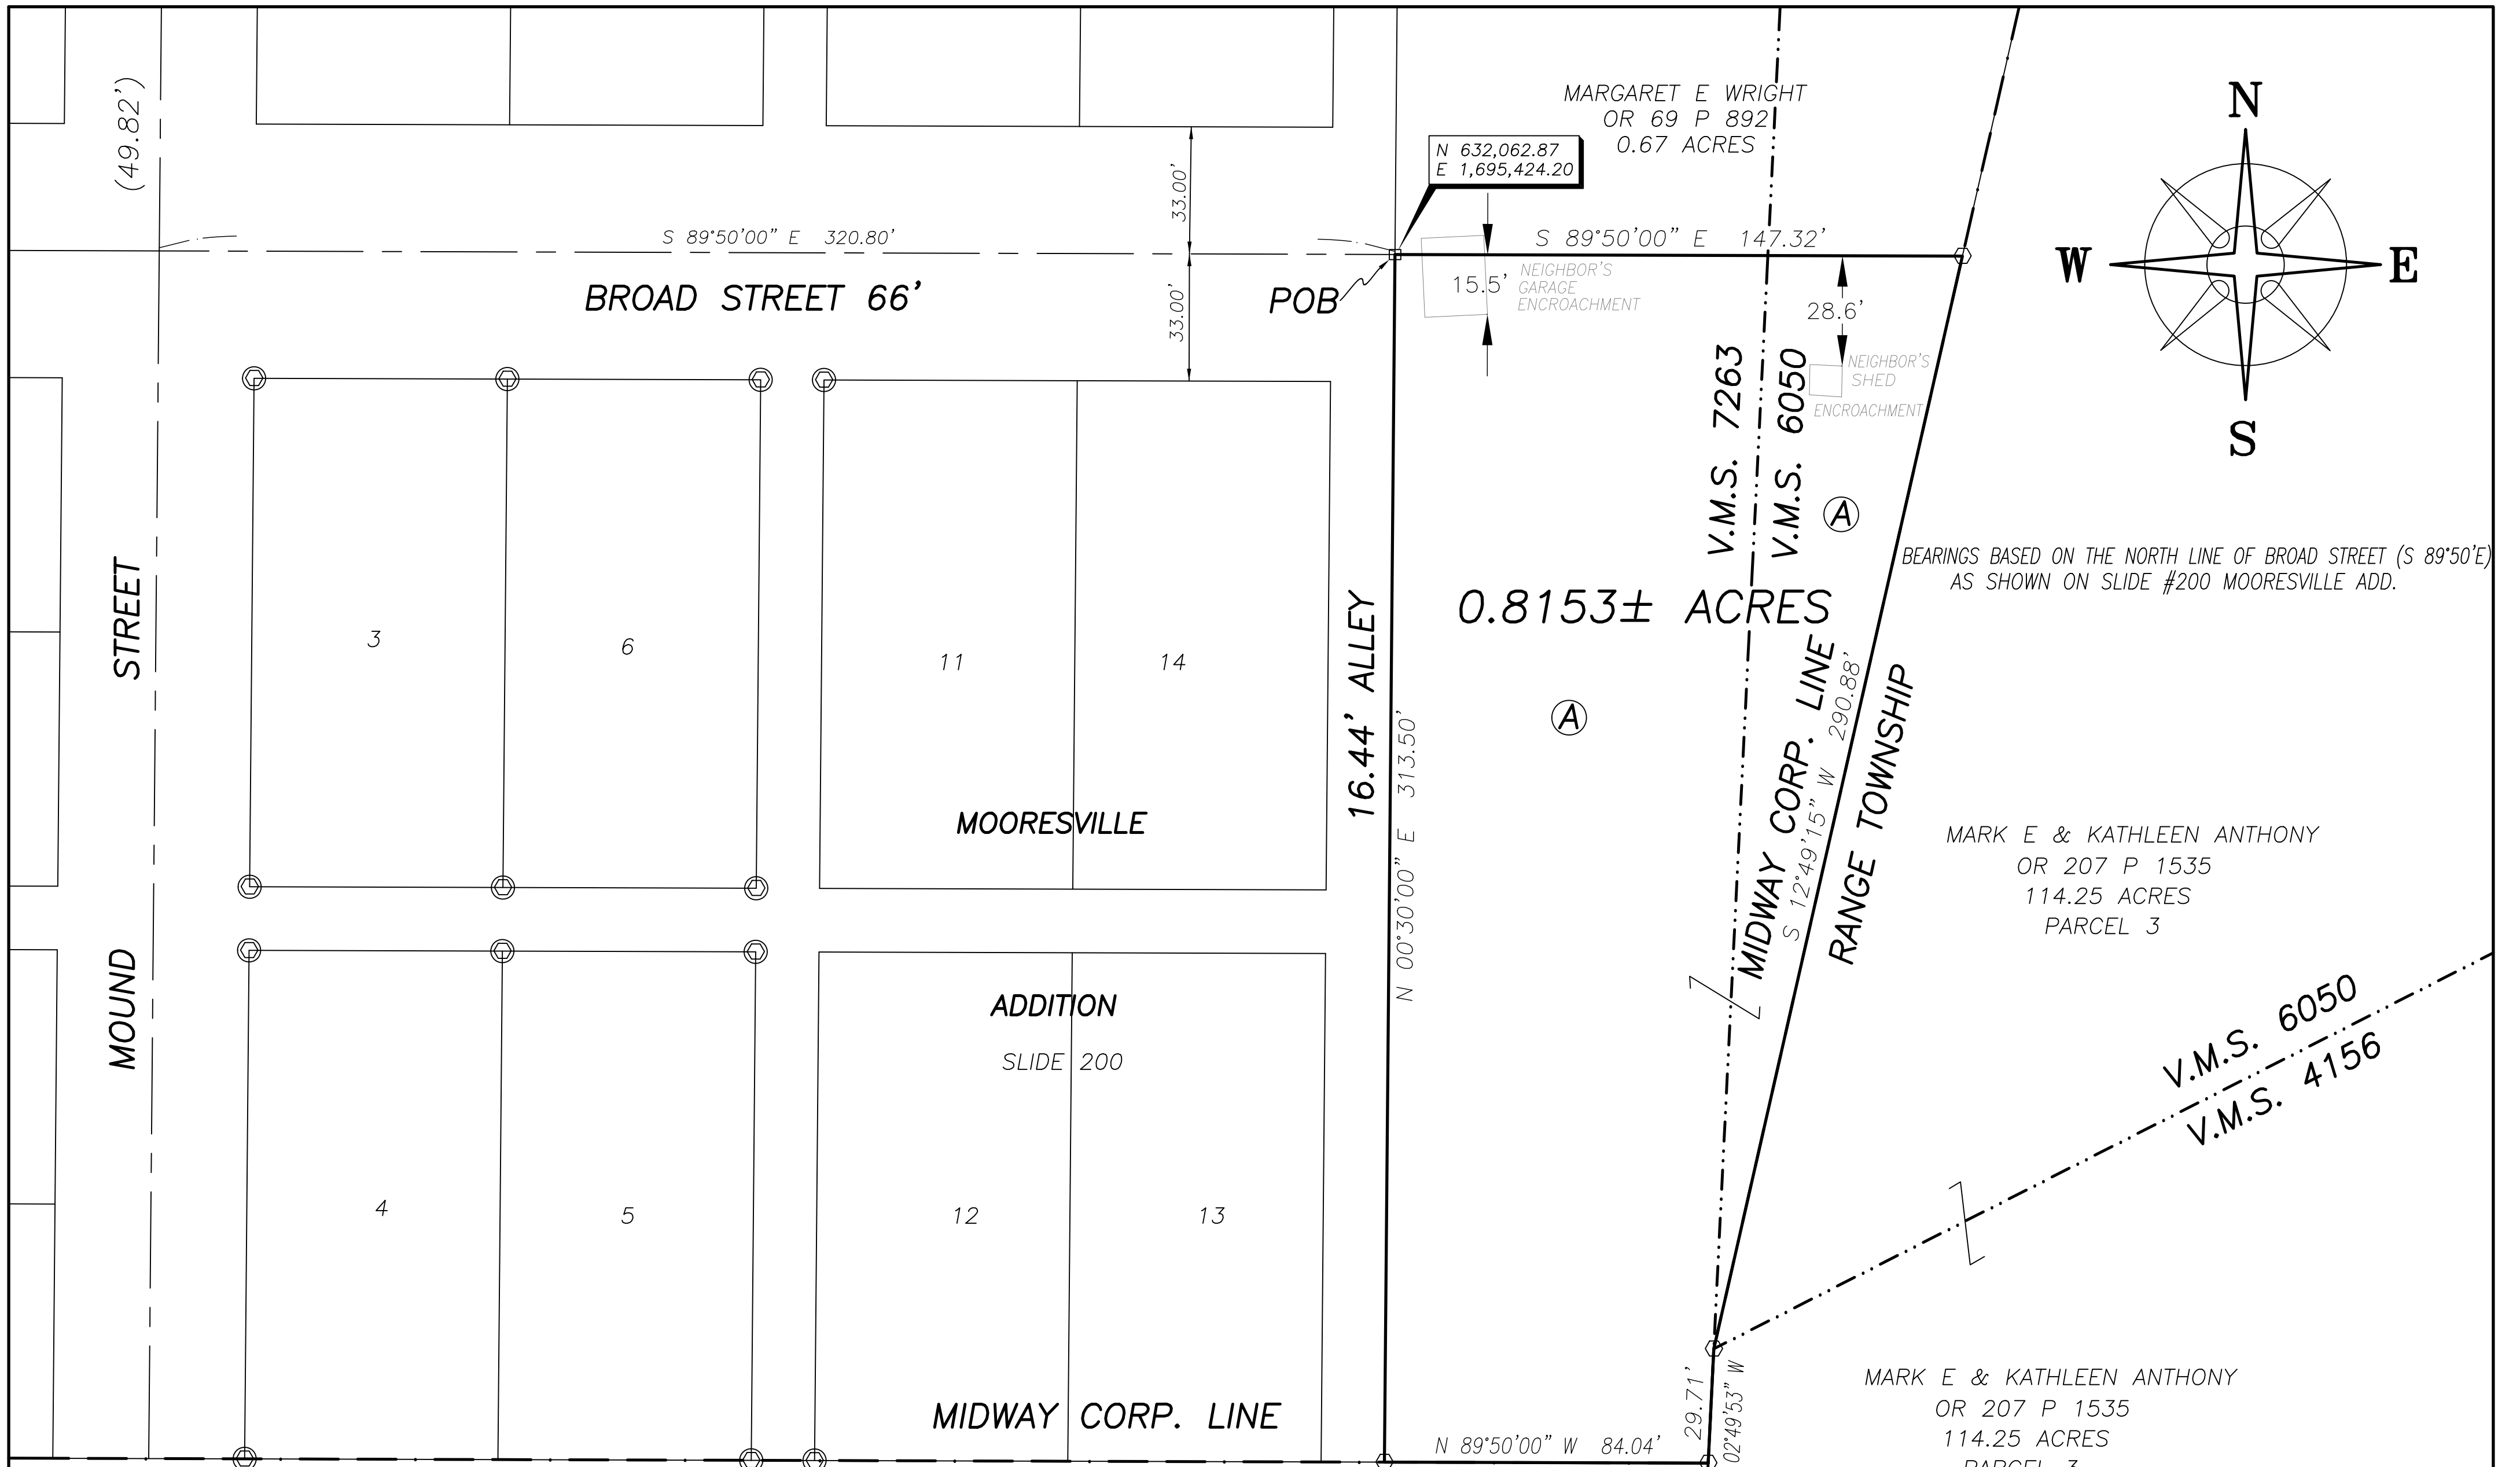 (49.82')
MARGARET E WRIGHT
OR 69 P 892
0.67 ACRES
N 632,062.87
E 1,695,424.20
N
W
E
S
33.00'
33.00'
S 89°50'00" E 320.80'
BROAD STREET 66'
POB
S 89°50'00" E 147.32'
15.5'
NEIGHBOR'S
GARAGE
ENCROACHMENT
28.6'
NEIGHBOR'S
SHED
ENCROACHMENT
V.M.S. 7263
V.M.S. 6050
A
BEARINGS BASED ON THE NORTH LINE OF BROAD STREET (S 89°50'E)
AS SHOWN ON SLIDE #200 MOORESVILLE ADD.
0.8153± ACRES
A
MOUND STREET
3
6
11
14
MOORESVILLE
16.44' ALLEY
N 00°30'00" E 313.50'
MIDWAY CORP. LINE
S 12°49'15" W 290.88'
RANGE TOWNSHIP
MARK E & KATHLEEN ANTHONY
OR 207 P 1535
114.25 ACRES
PARCEL 3
ADDITION
SLIDE 200
V.M.S. 6050
V.M.S. 4156
4
5
12
13
MIDWAY CORP. LINE
N 89°50'00" W 84.04'
29.71'
02°49'53" W
MARK E & KATHLEEN ANTHONY
OR 207 P 1535
114.25 ACRES
PARCEL 3